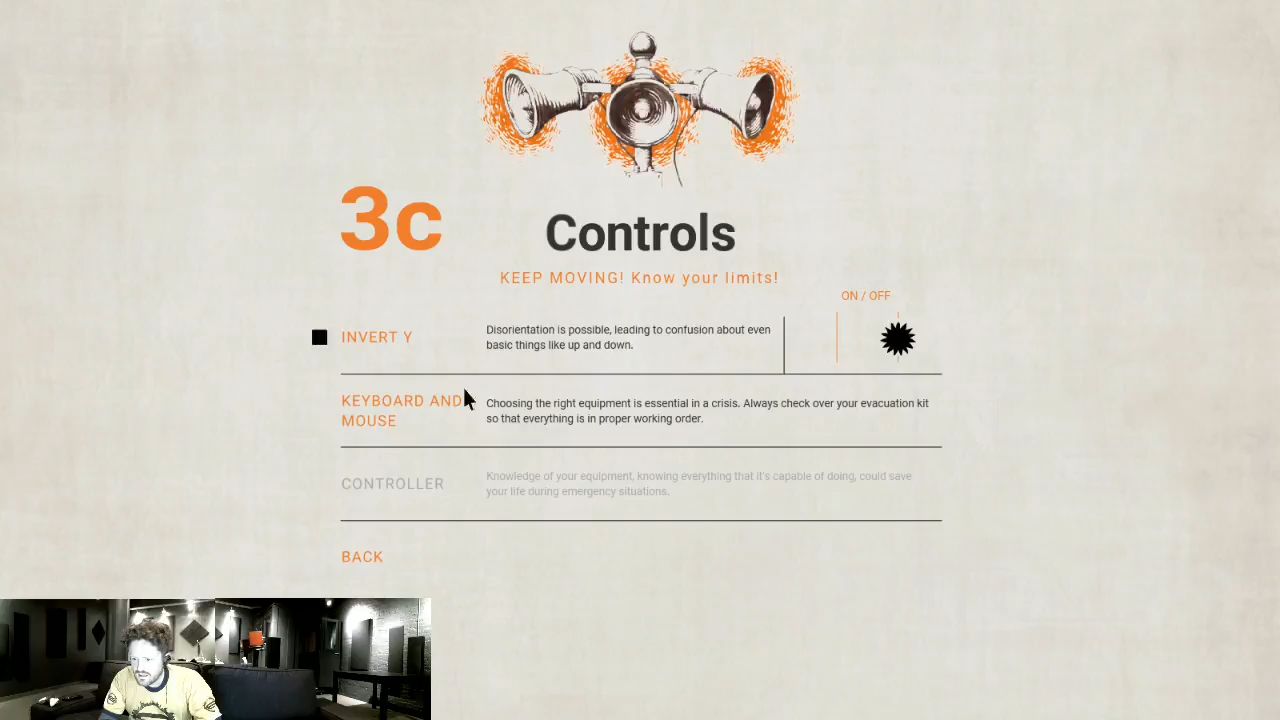 3c
Controls
KEEP MOVING! Know your limits!
ON / OFF
INVERT Y
Disorientation is possible, leading to confusion about even
basic things like up and down.
KEYBOARD AND
MOUSE
Choosing the right equipment is essential in a crisis. Always check over your evacuation kit
so that everything is in proper working order.
CONTROLLER
Knowledge of your equipment, knowing everything that it's capable of doing, could save
your life during emergency situations.
BACK